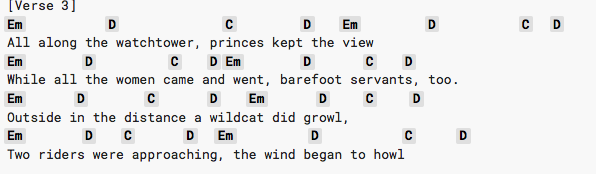 [Verse 3]
Em D C D Em D C D
All along the watchtower, princes kept the view
Em D C D Em D C D
While all the women came and went, barefoot servants, too.
Em D C D Em D C D
Outside in the distance a wildcat did growl,
Em D C D Em D C D
Two riders were approaching, the wind began to howl